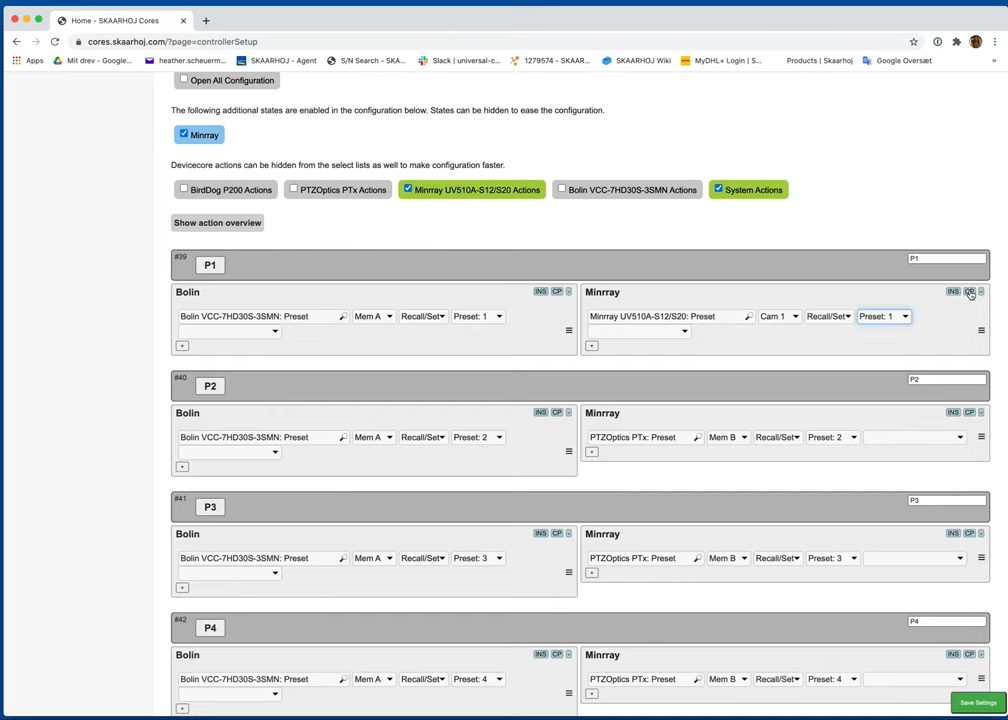 Home - SKAARHOJ Cores
cores.skaarhoj.com/?page=controllerSetup
Apps Mit drev - Google... heather.scheuerm... SKAARHOJ - Agent S/N Search - SKA... Slack | universal-c... 1279574 - SKAAR... SKAARHOJ Wiki MyDHL+ Login | S... Products | Skaarhoj Google Oversæt »
Open All Configuration
The following additional states are enabled in the configuration below. States can be hidden to ease the configuration.
Minrray
Devicecore actions can be hidden from the select lists as well to make configuration faster.
BirdDog P200 Actions PTZOptics PTx Actions Minrray UV510A-S12/S20 Actions Bolin VCC-7HD30S-3SMN Actions System Actions
Show action overview
#39 P1 P1
Bolin INS CP - Minrray INS CP -
Bolin VCC-7HD30S-3SMN: Preset Mem A Recall/Set Preset: 1 Minrray UV510A-S12/S20: Preset Cam 1 Recall/Set Preset: 1
+ +
#40 P2 P2
Bolin INS CP - Minrray INS CP -
Bolin VCC-7HD30S-3SMN: Preset Mem A Recall/Set Preset: 2 PTZOptics PTx: Preset Mem B Recall/Set Preset: 2
+ +
#41 P3 P3
Bolin INS CP - Minrray INS CP -
Bolin VCC-7HD30S-3SMN: Preset Mem A Recall/Set Preset: 3 PTZOptics PTx: Preset Mem B Recall/Set Preset: 3
+ +
#42 P4 P4
Bolin INS CP - Minrray INS CP -
Bolin VCC-7HD30S-3SMN: Preset Mem A Recall/Set Preset: 4 PTZOptics PTx: Preset Mem B Recall/Set Preset: 4
+ +
Save Settings